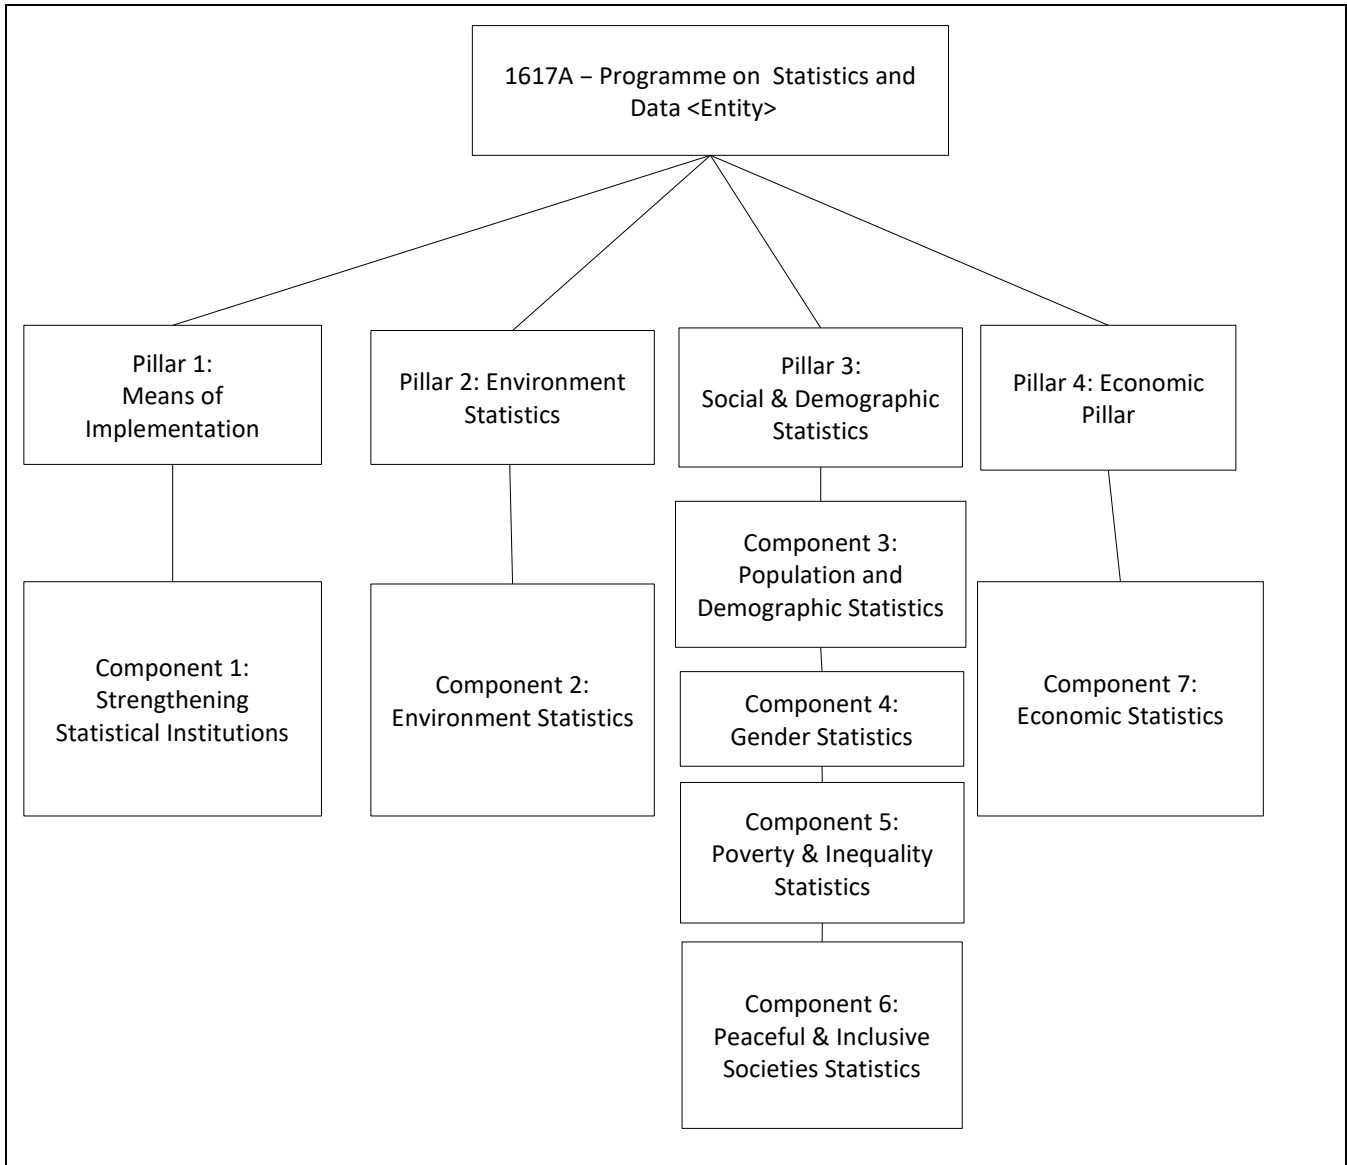 1617A – Programme on  Statistics and
Data <Entity>
Pillar 1:
Means of
Implementation
Pillar 2: Environment
Statistics
Pillar 3:
Social & Demographic
Statistics
Pillar 4: Economic
Pillar
Component 1:
Strengthening
Statistical Institutions
Component 2:
Environment Statistics
Component 3:
Population and
Demographic Statistics
Component 4:
Gender Statistics
Component 5:
Poverty & Inequality
Statistics
Component 6:
Peaceful & Inclusive
Societies Statistics
Component 7:
Economic Statistics